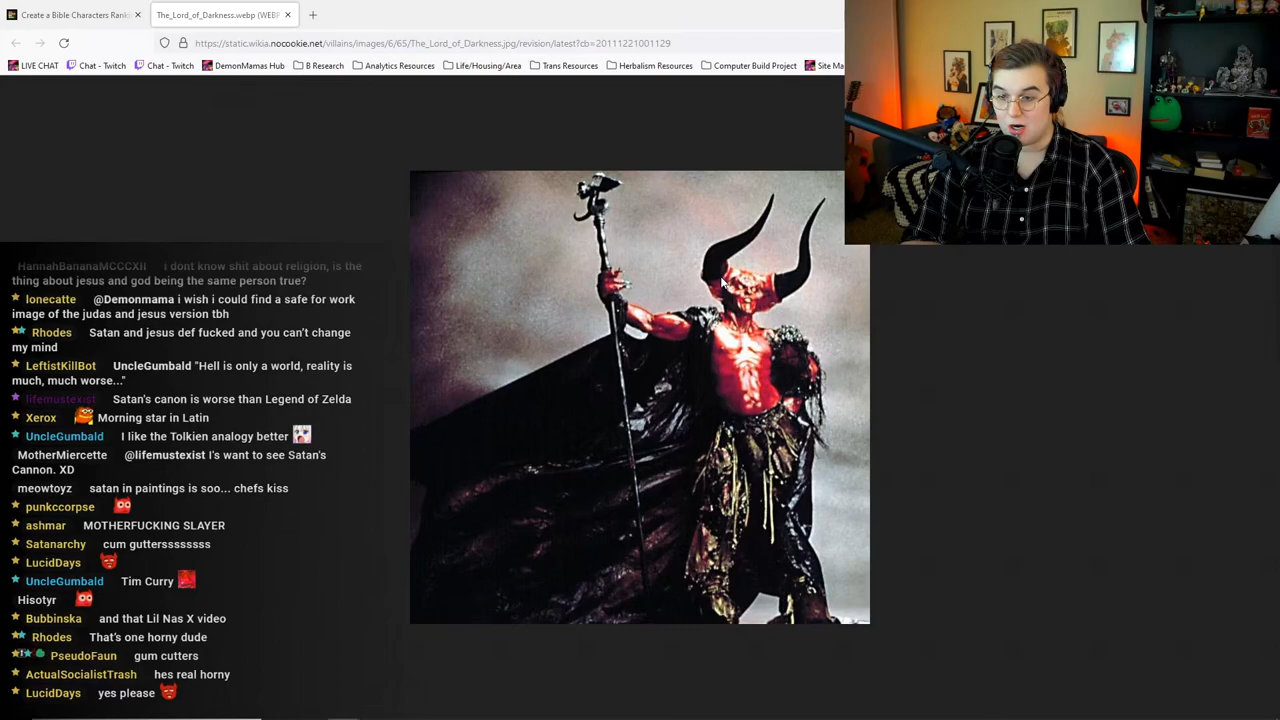 Create a Bible Characters Rank
The_Lord_of_Darkness.webp (WEBP
https://static.wikia.nocookie.net/villains/images/6/65/The_Lord_of_Darkness.jpg/revision/latest?cb=20111221001129
LIVE CHAT Chat - Twitch Chat - Twitch DemonMamas Hub B Research Analytics Resources Life/Housing/Area Trans Resources Herbalism Resources Computer Build Project Site Ma
HannahBananaMCCCXII i dont know shit about religion, is the
thing about jesus and god being the same person true?
lonecatte @Demonmama i wish i could find a safe for work
image of the judas and jesus version tbh
Rhodes Satan and jesus def fucked and you can't change
my mind
LeftistKillBot UncleGumbald "Hell is only a world, reality is
much, much worse..."
lifemustexist Satan's canon is worse than Legend of Zelda
Xerox Morning star in Latin
UncleGumbald I like the Tolkien analogy better
MotherMiercette @lifemustexist I's want to see Satan's
Cannon. XD
meowtoyz satan in paintings is soo... chefs kiss
punkccorpse
ashmar MOTHERFUCKING SLAYER
Satanarchy cum guttersssssss
LucidDays
UncleGumbald Tim Curry
Hisotyr
Bubbinska and that Lil Nas X video
Rhodes That's one horny dude
PseudoFaun gum cutters
ActualSocialistTrash hes real horny
LucidDays yes please